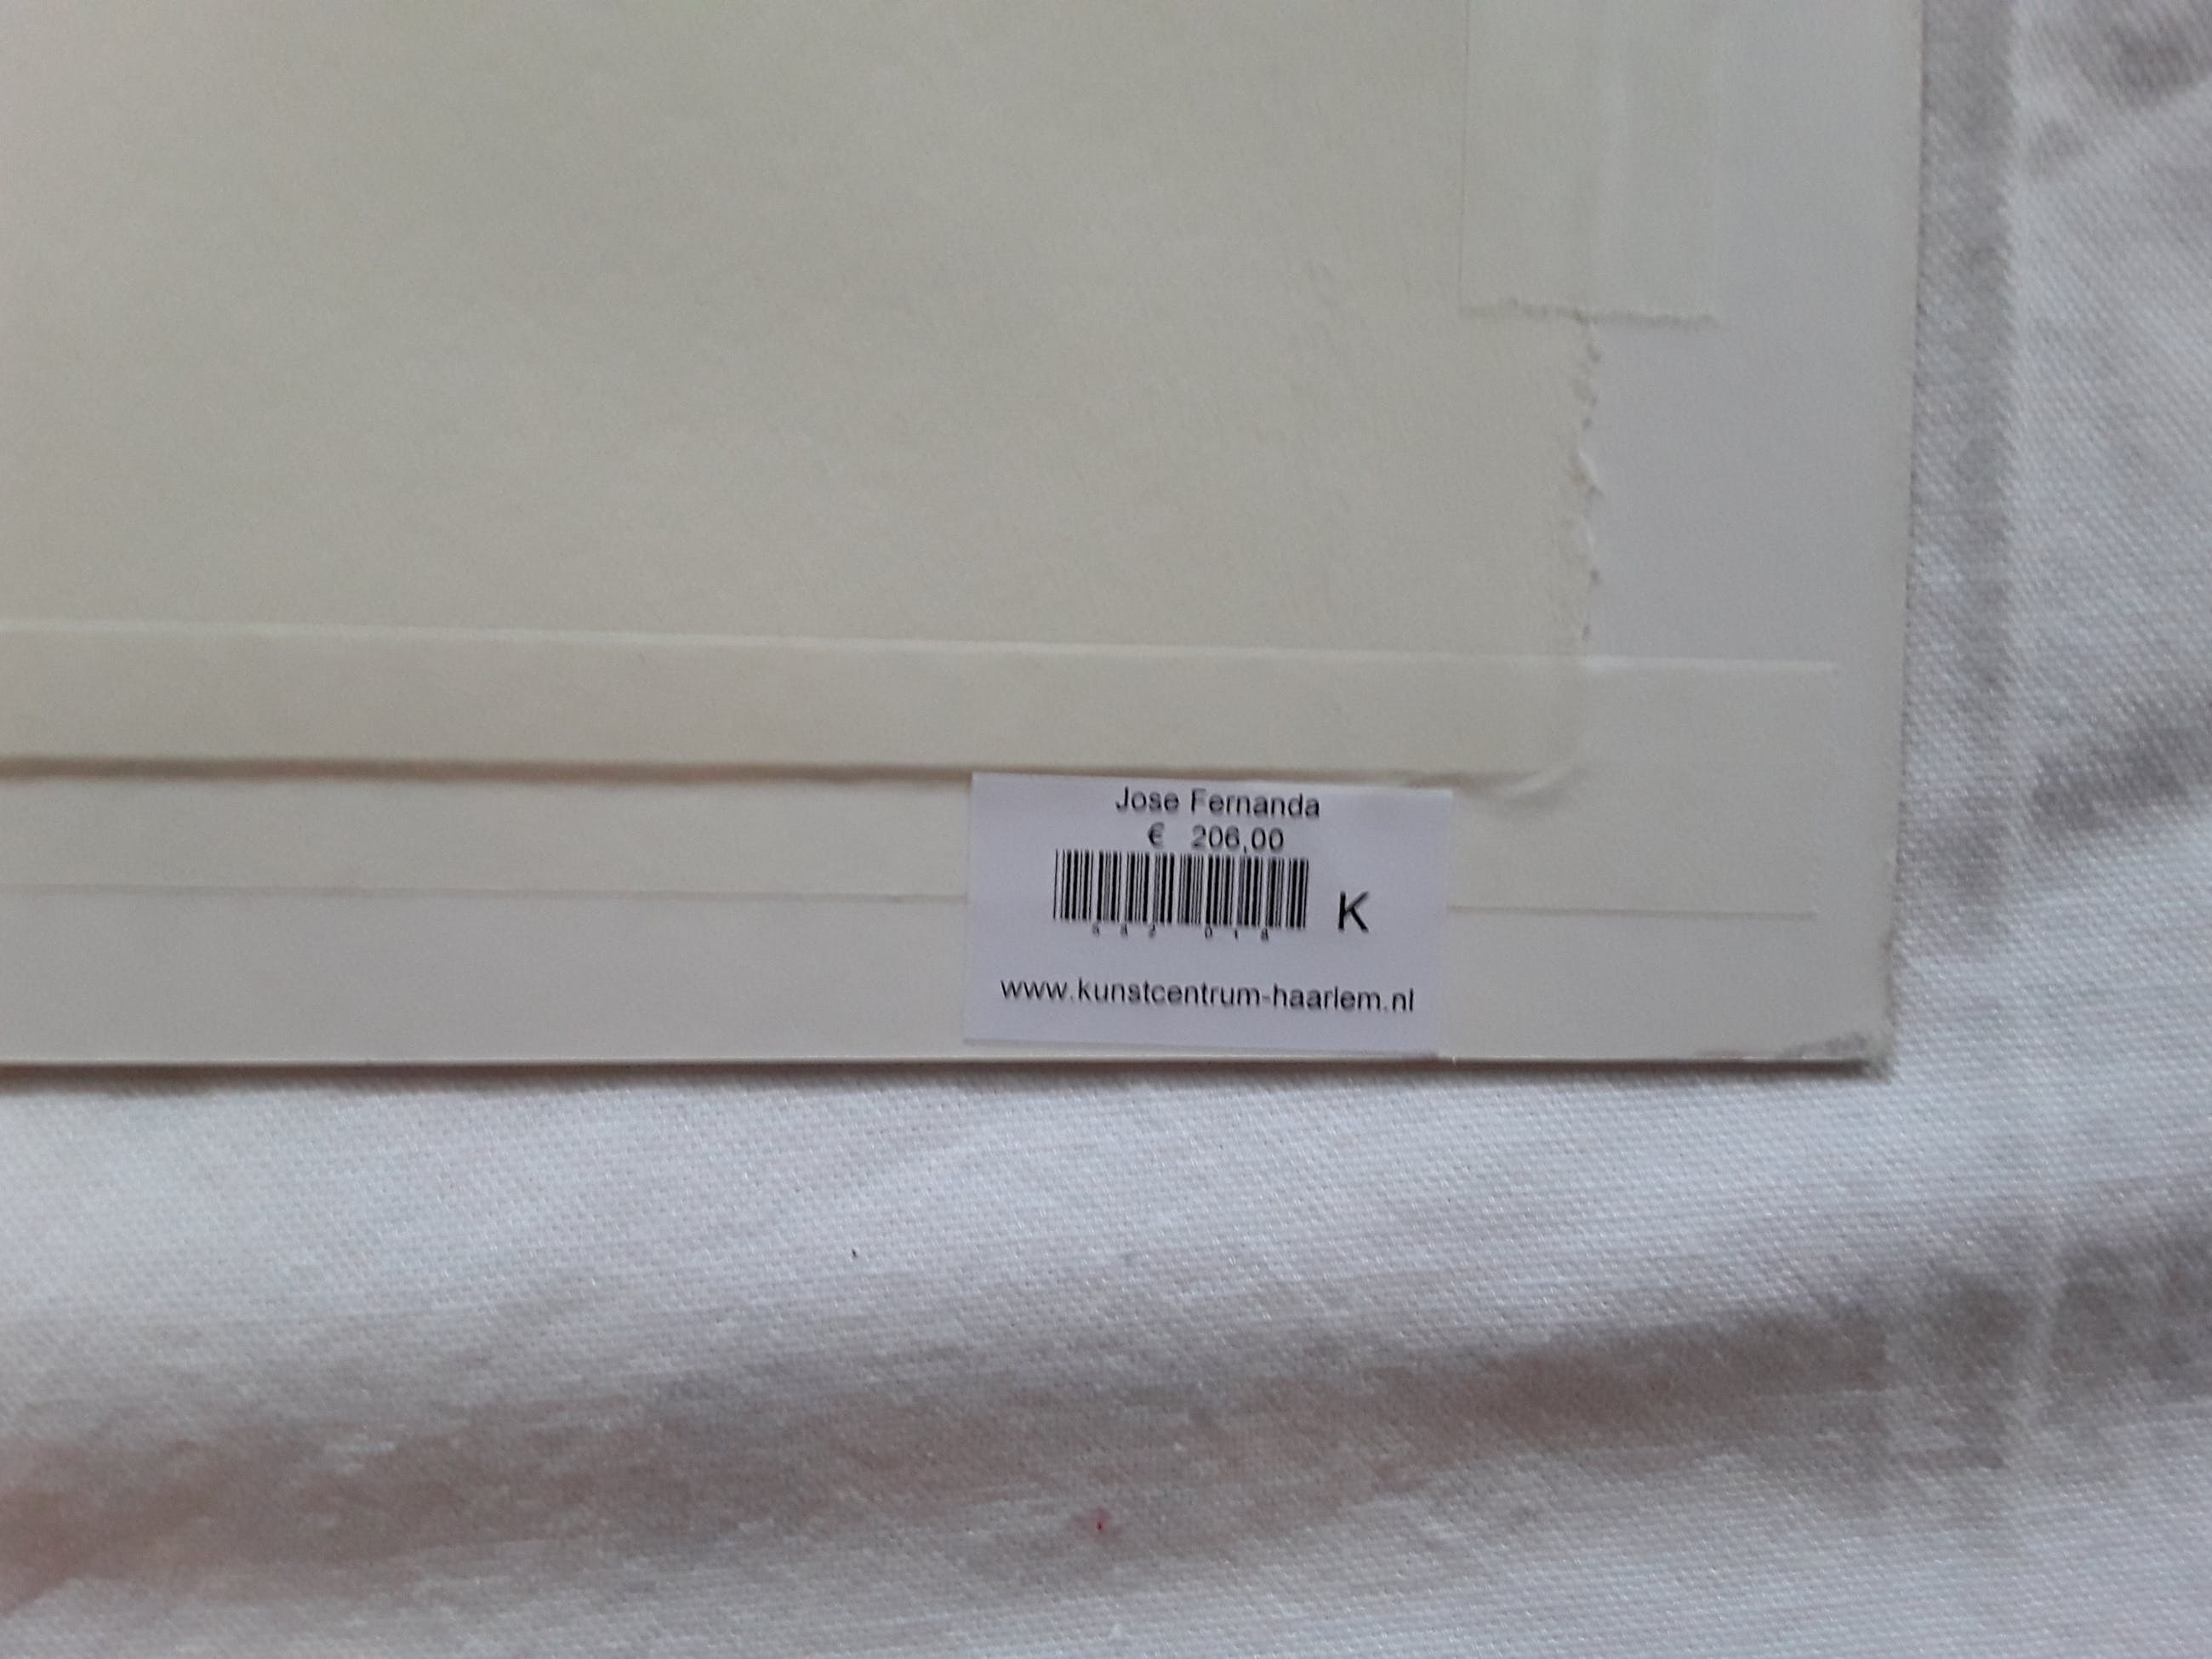 Jose Fernanda
€ 206,00
K
www.kunstcentrum-haarlem.nl